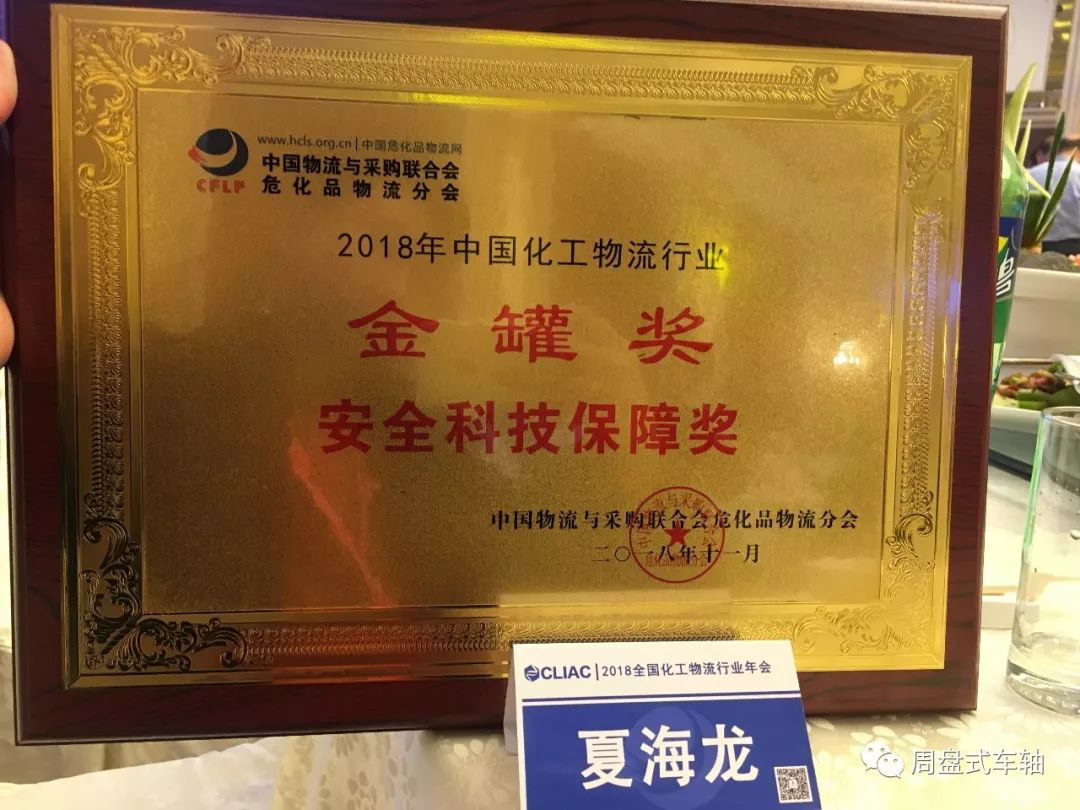 www.hcls.org.cn|中国危化品物流网
中国物流与采购联合会
危化品物流分会
CFLP
2018年中国化工物流行业
金罐奖
安全科技保障奖
中国物流与采购联合会危化品物流分会
二〇一八年十一月
CLIAC|2018全国化工物流行业年会
夏海龙
周盘式车轴